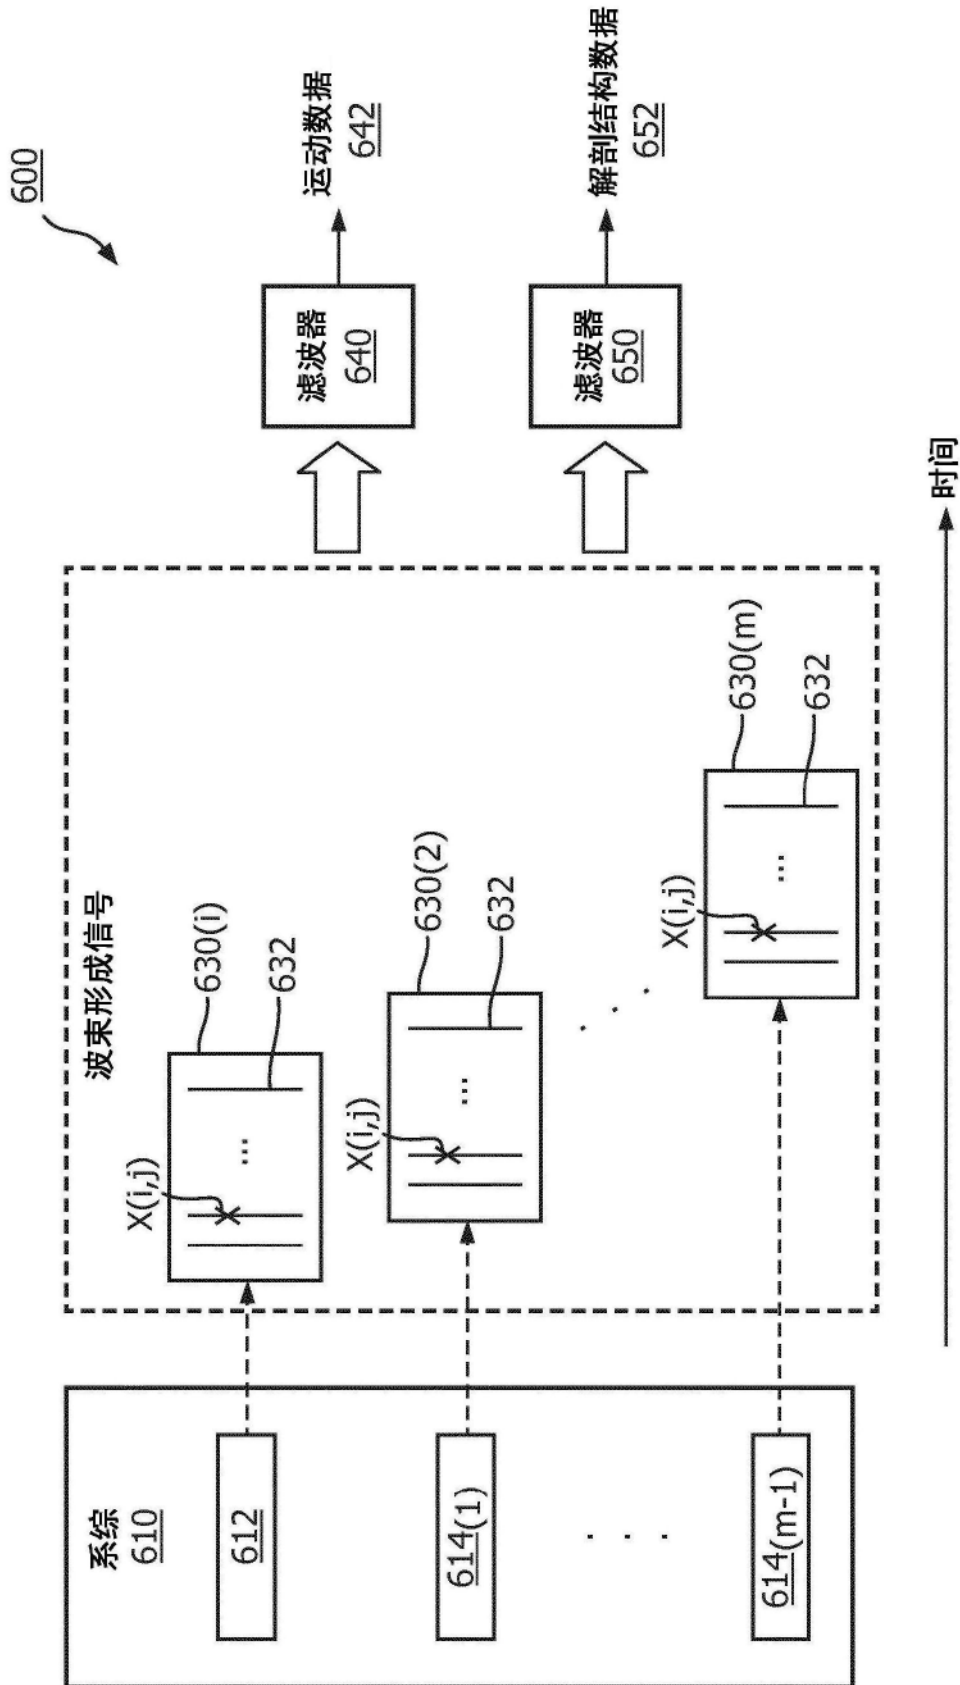 600
系综
610
612
614(1)
. . .
614(m-1)
波束形成信号
X(i,j)
...
630(i)
632
X(i,j)
...
630(2)
632
. . .
X(i,j)
...
630(m)
632
滤波器
640
运动数据
642
滤波器
650
解剖结构数据
652
时间